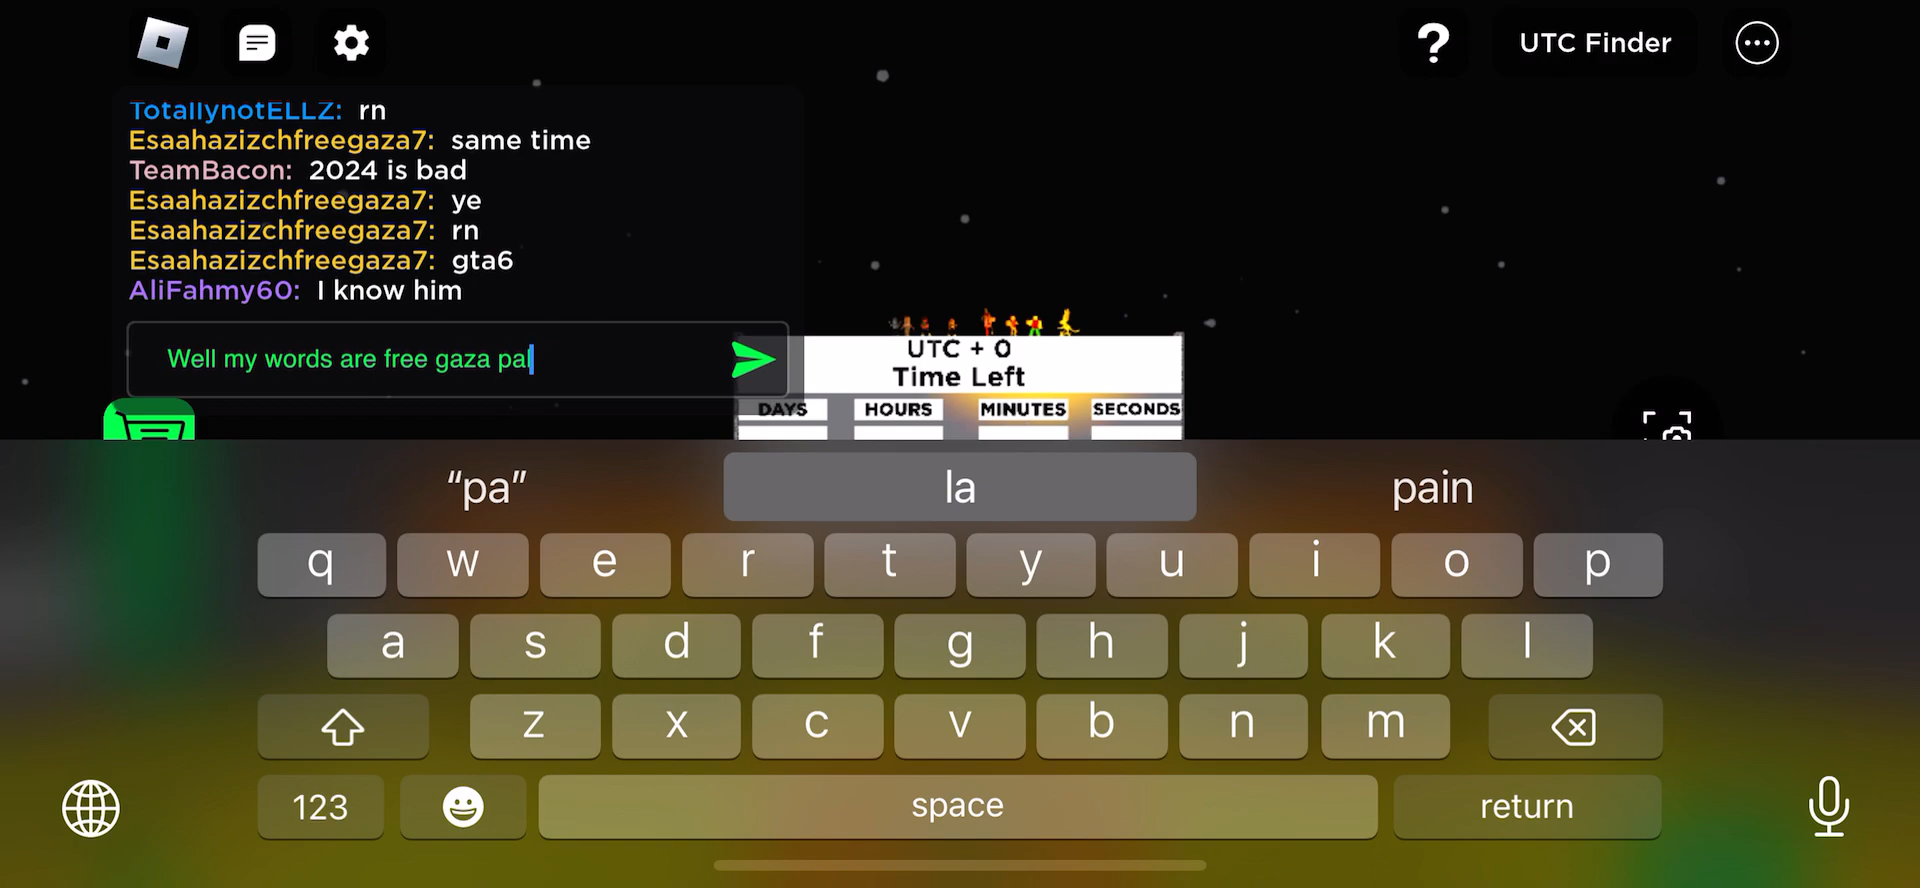 UTC Finder
TotallynotELLZ: rn
Esaahazizchfreegaza7: same time
TeamBacon: 2024 is bad
Esaahazizchfreegaza7: ye
Esaahazizchfreegaza7: rn
Esaahazizchfreegaza7: gta6
AliFahmy60: I know him
Well my words are free gaza pal
UTC + 0
Time Left
DAYS HOURS MINUTES SECONDS
“pa” la pain
q w e r t y u i o p
a s d f g h j k l
z x c v b n m
123 space return